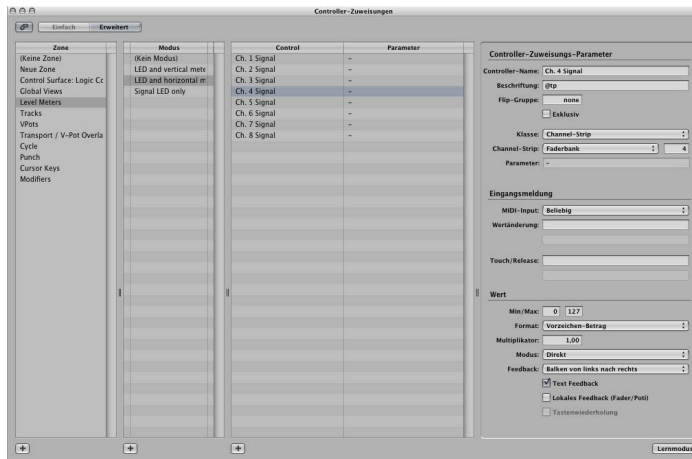 Controller-Zuweisungen
Einfach Erweitert
Zone
(Keine Zone)
Neue Zone
Control Surface: Logic Cc
Global Views
Level Meters
Tracks
VPots
Transport / V-Pot Overla
Cycle
Punch
Cursor Keys
Modifiers
Modus
(Kein Modus)
LED and vertical mete
LED and horizontal m
Signal LED only
Control Parameter
Ch. 1 Signal –
Ch. 2 Signal –
Ch. 3 Signal –
Ch. 4 Signal –
Ch. 5 Signal –
Ch. 6 Signal –
Ch. 7 Signal –
Ch. 8 Signal –
Controller-Zuweisungs-Parameter
Controller-Name: Ch. 4 Signal
Beschriftung: @tp
Flip-Gruppe: none
Exklusiv
Klasse: Channel-Strip
Channel-Strip: Faderbank 4
Parameter: –
Eingangsmeldung
MIDI-Input: Beliebig
Wertänderung:
Touch/Release:
Wert
Min/Max: 0 127
Format: Vorzeichen-Betrag
Multiplikator: 1,00
Modus: Direkt
Feedback: Balken von links nach rechts
Text Feedback
Lokales Feedback (Fader/Poti)
Tastenwiederholung
Lernmodus